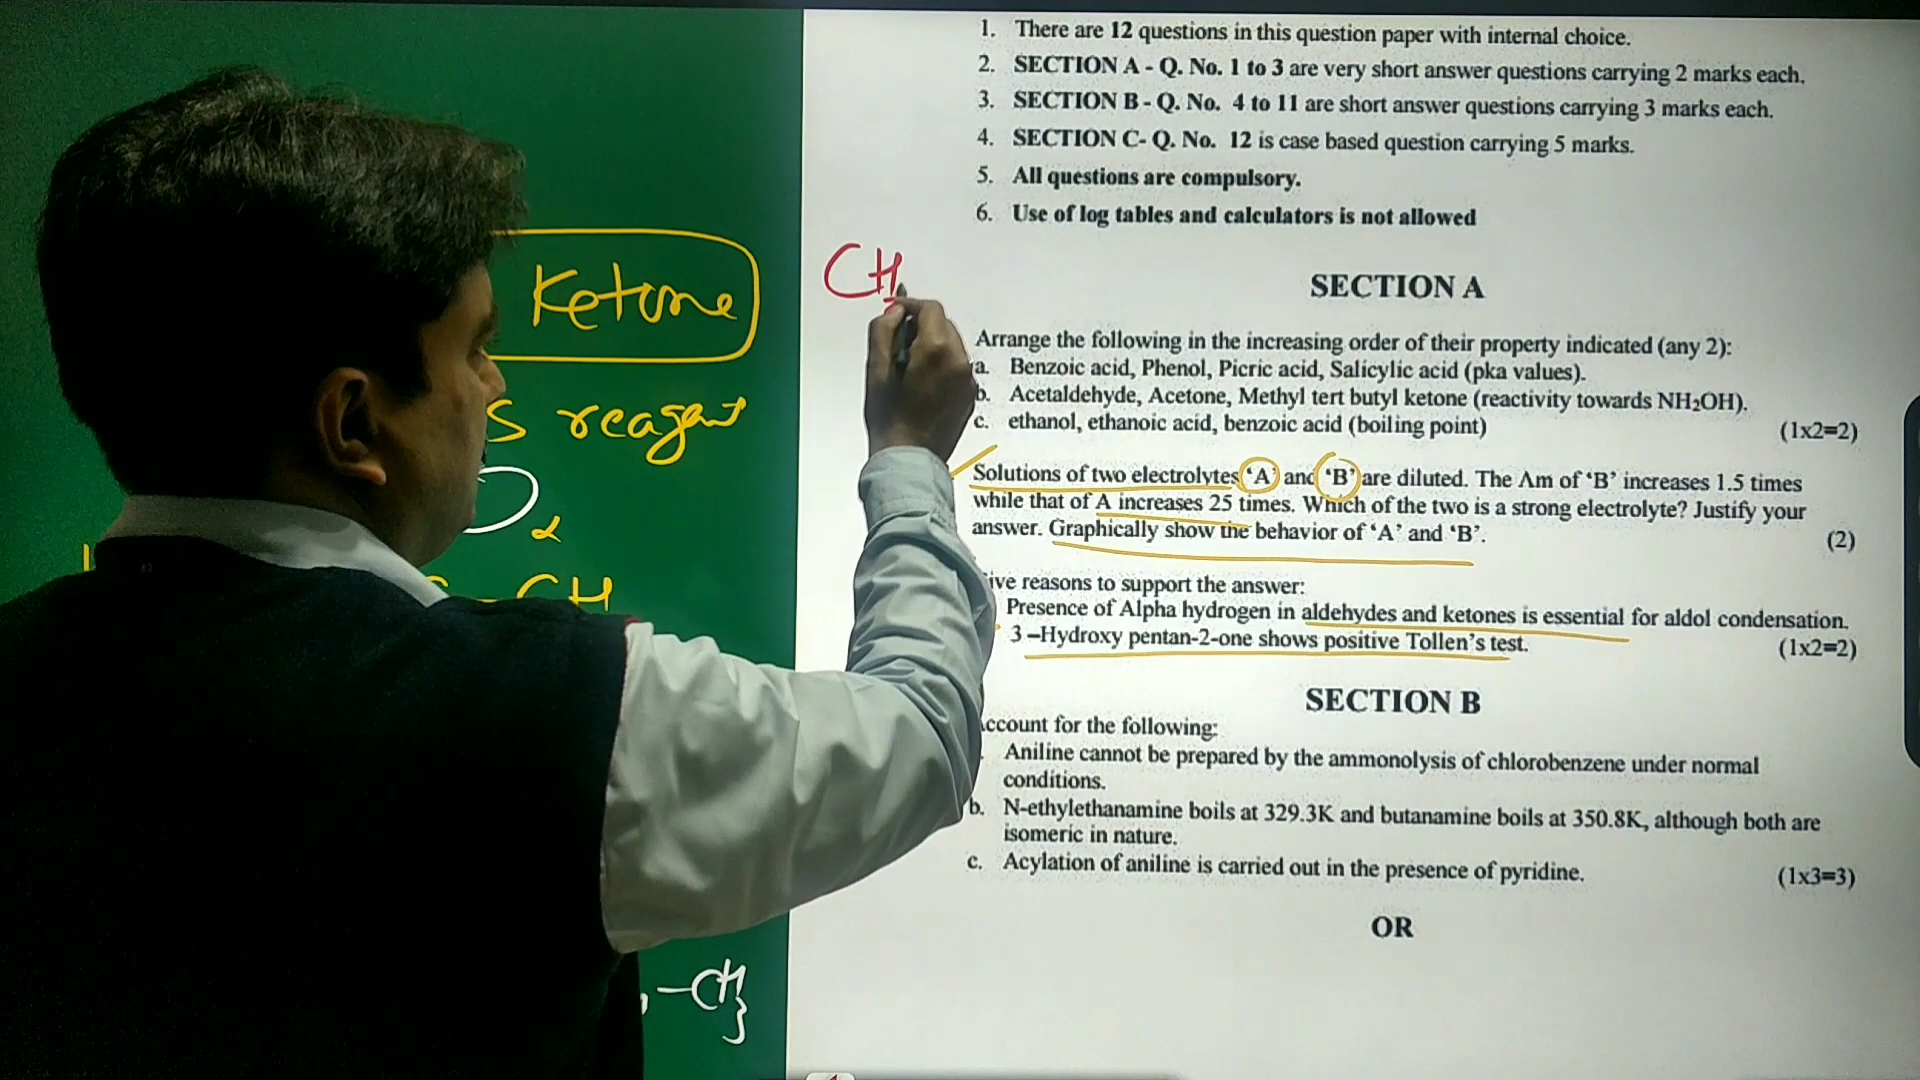 Ketone
s reagent
2
CH
-CH3
CH
1. There are 12 questions in this question paper with internal choice.
2. SECTION A - Q. No. 1 to 3 are very short answer questions carrying 2 marks each.
3. SECTION B - Q. No. 4 to 11 are short answer questions carrying 3 marks each.
4. SECTION C- Q. No. 12 is case based question carrying 5 marks.
5. All questions are compulsory.
6. Use of log tables and calculators is not allowed
SECTION A
Arrange the following in the increasing order of their property indicated (any 2):
a. Benzoic acid, Phenol, Picric acid, Salicylic acid (pka values).
b. Acetaldehyde, Acetone, Methyl tert butyl ketone (reactivity towards NH₂OH).
c. ethanol, ethanoic acid, benzoic acid (boiling point) (1x2=2)
Solutions of two electrolytes 'A' and 'B' are diluted. The Λm of 'B' increases 1.5 times
while that of A increases 25 times. Which of the two is a strong electrolyte? Justify your
answer. Graphically show the behavior of 'A' and 'B'. (2)
ive reasons to support the answer:
Presence of Alpha hydrogen in aldehydes and ketones is essential for aldol condensation.
3 –Hydroxy pentan-2-one shows positive Tollen's test. (1x2=2)
SECTION B
ccount for the following:
Aniline cannot be prepared by the ammonolysis of chlorobenzene under normal
conditions.
b. N-ethylethanamine boils at 329.3K and butanamine boils at 350.8K, although both are
isomeric in nature.
c. Acylation of aniline is carried out in the presence of pyridine. (1x3=3)
OR